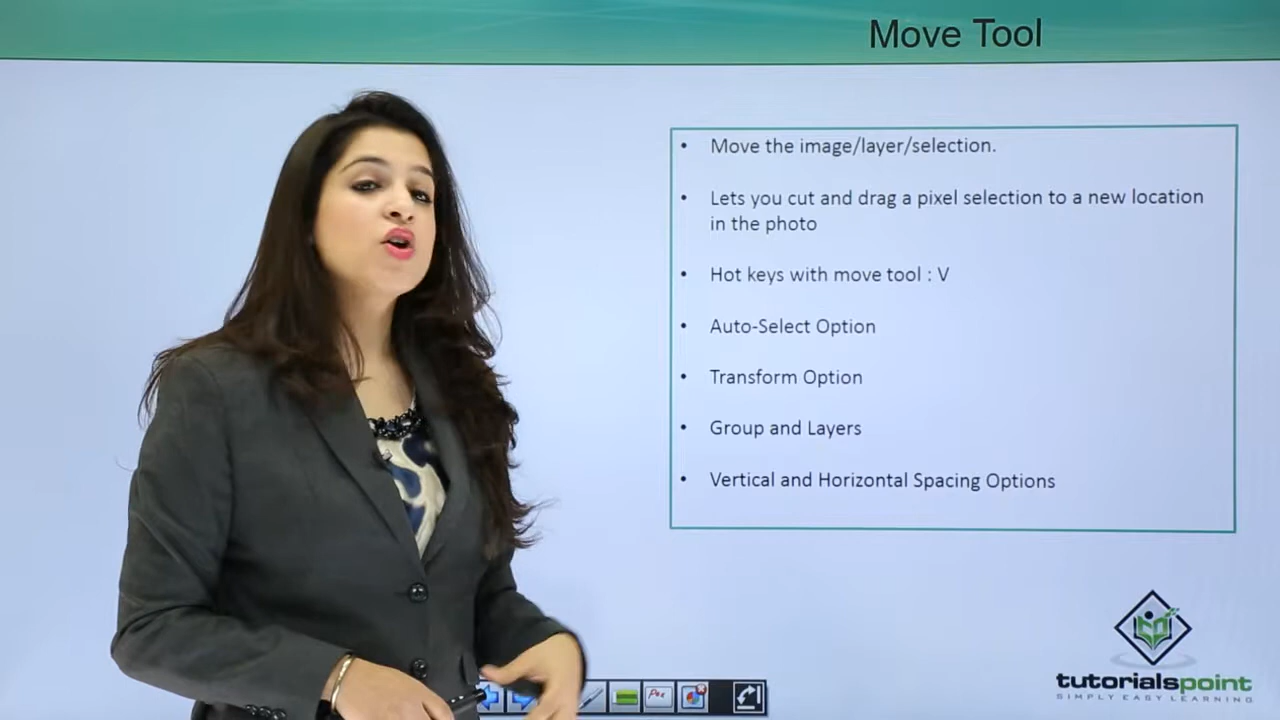 Move Tool
• Move the image/layer/selection.
• Lets you cut and drag a pixel selection to a new location
in the photo
• Hot keys with move tool : V
• Auto-Select Option
• Transform Option
• Group and Layers
• Vertical and Horizontal Spacing Options
Pen
tutorialspoint
SIMPLY EASY LEARNING